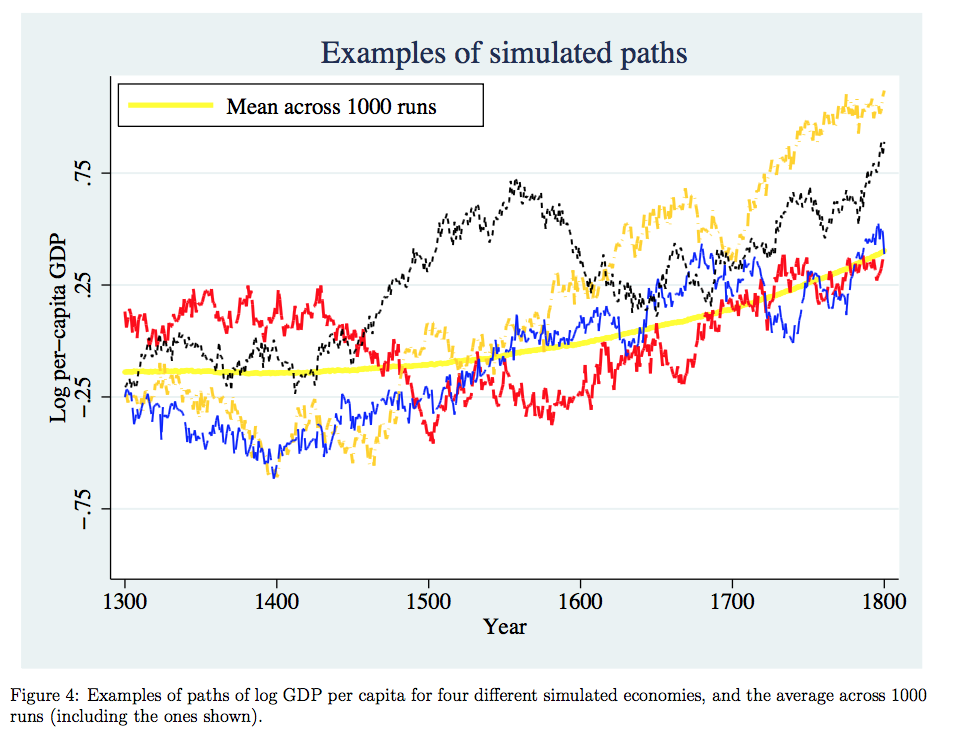 Examples of simulated paths
Mean across 1000 runs
Log per−capita GDP
.75
.25
−.25
−.75
1300 1400 1500 1600 1700 1800
Year
Figure 4: Examples of paths of log GDP per capita for four different simulated economies, and the average across 1000
runs (including the ones shown).